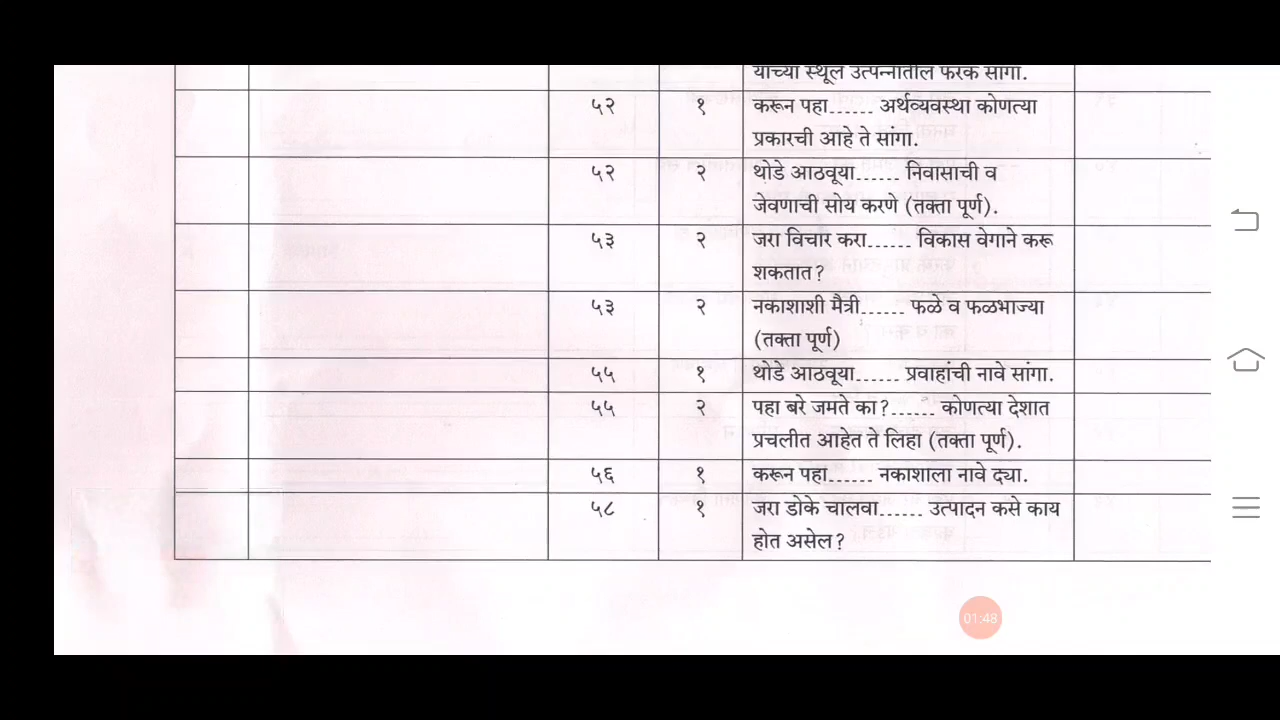 यांच्या स्थूल उत्पन्नातील फरक सांगा.
५२ १ करून पहा...... अर्थव्यवस्था कोणत्या
प्रकारची आहे ते सांगा.
५२ २ थोडे आठवूया...... निवासाची व
जेवणाची सोय करणे (तक्ता पूर्ण).
५३ २ जरा विचार करा...... विकास वेगाने करू
शकतात?
५३ २ नकाशाशी मैत्री...... फळे व फळभाज्या
(तक्ता पूर्ण)
५५ १ थोडे आठवूया...... प्रवाहांची नावे सांगा.
५५ २ पहा बरे जमते का?...... कोणत्या देशात
प्रचलीत आहेत ते लिहा (तक्ता पूर्ण).
५६ १ करून पहा...... नकाशाला नावे द्या.
५८ १ जरा डोके चालवा...... उत्पादन कसे काय
होत असेल?
01:48